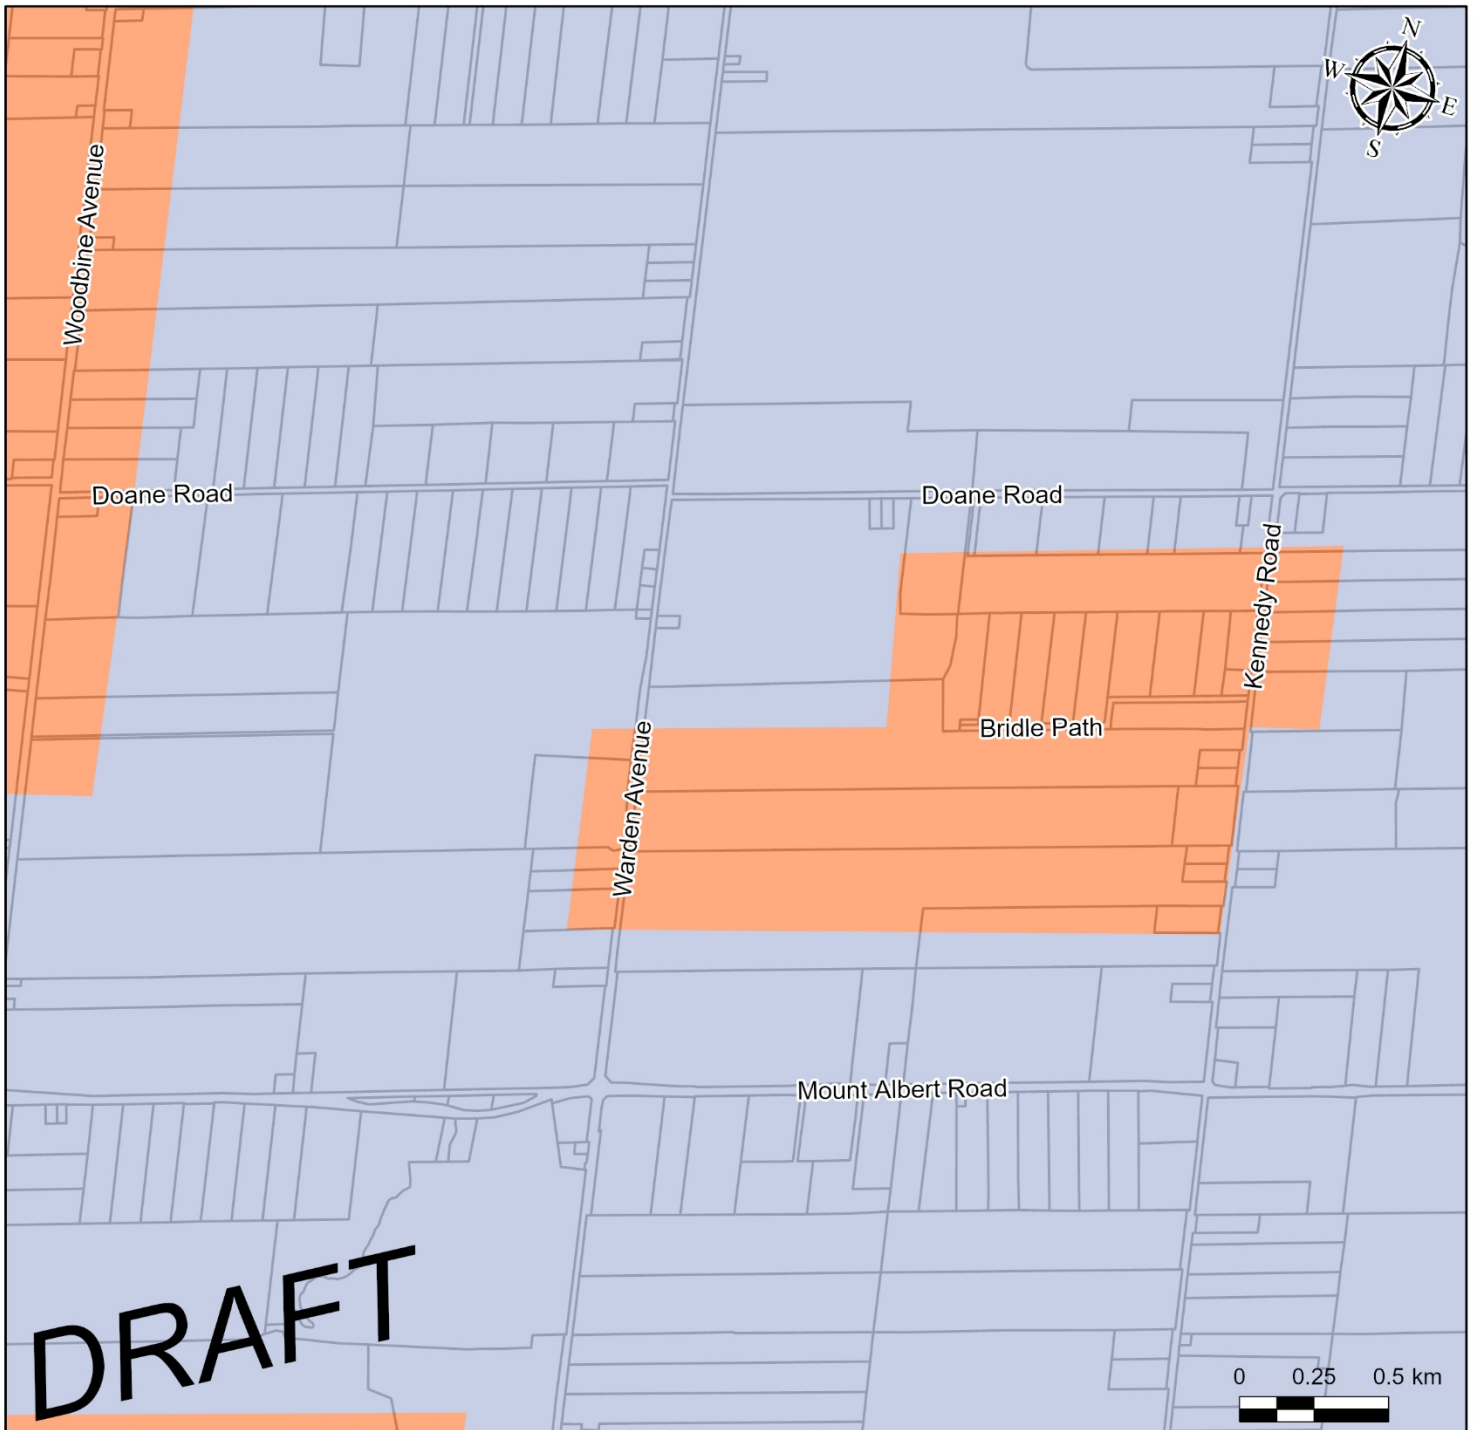 N
W
E
S
Woodbine Avenue
Doane Road
Doane Road
Kennedy Road
Bridle Path
Warden Avenue
Mount Albert Road
DRAFT
0 0.25 0.5 km